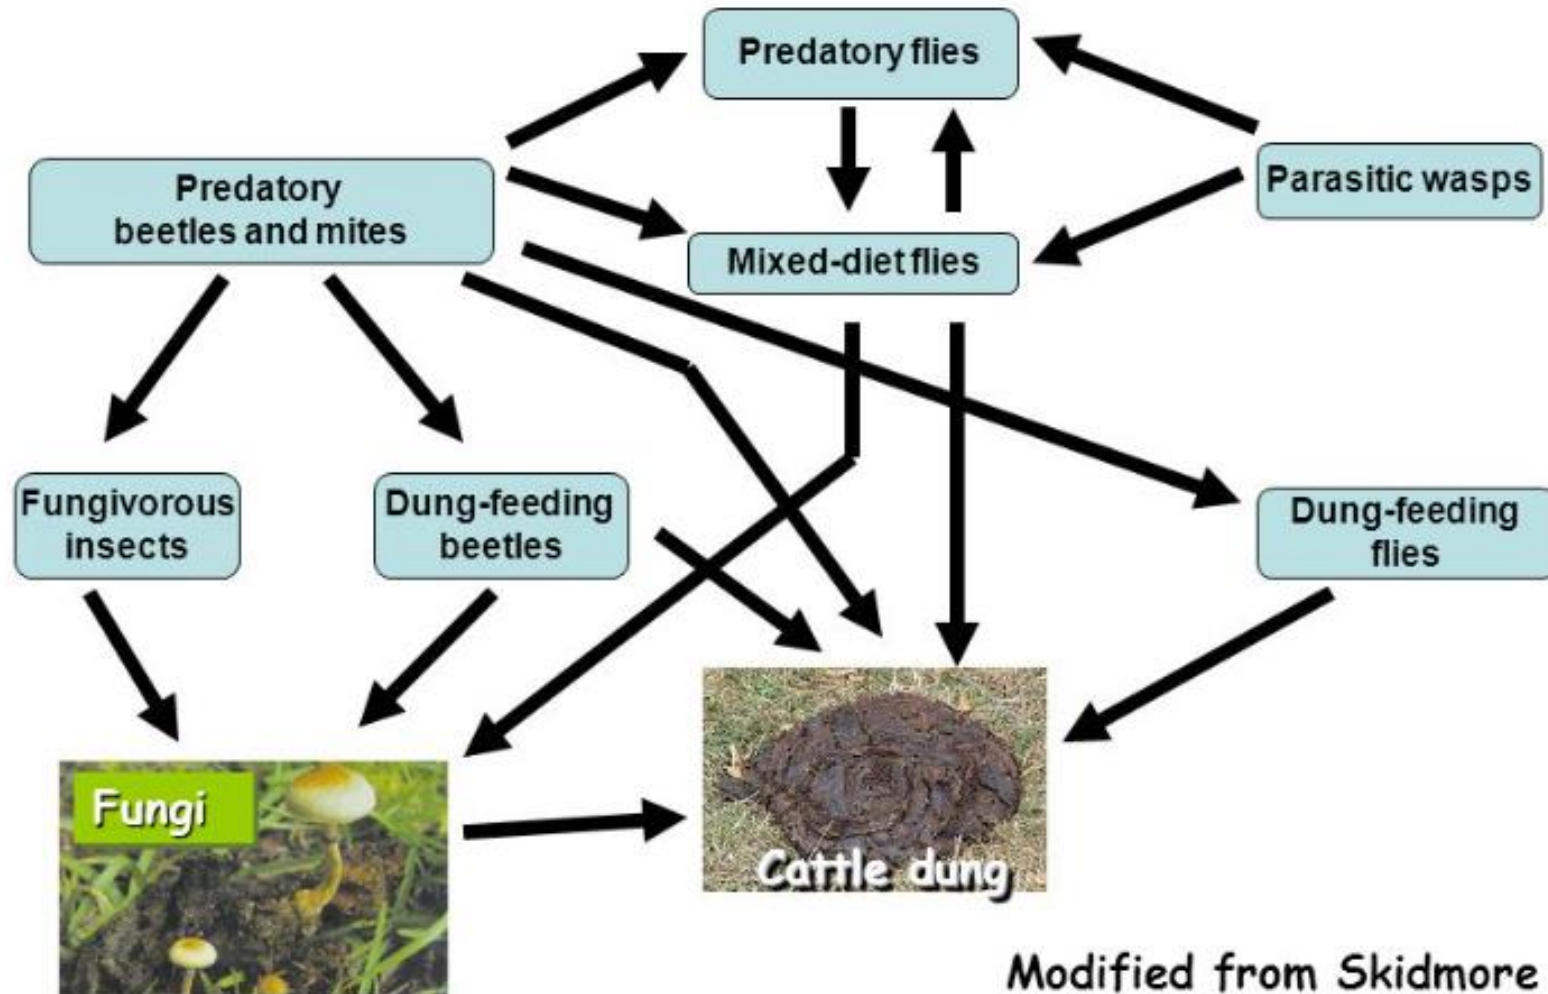 Predatory flies
Predatory
beetles and mites
Parasitic wasps
Mixed-diet flies
Fungivorous
insects
Dung-feeding
beetles
Dung-feeding
flies
Fungi
Cattle dung
Modified from Skidmore